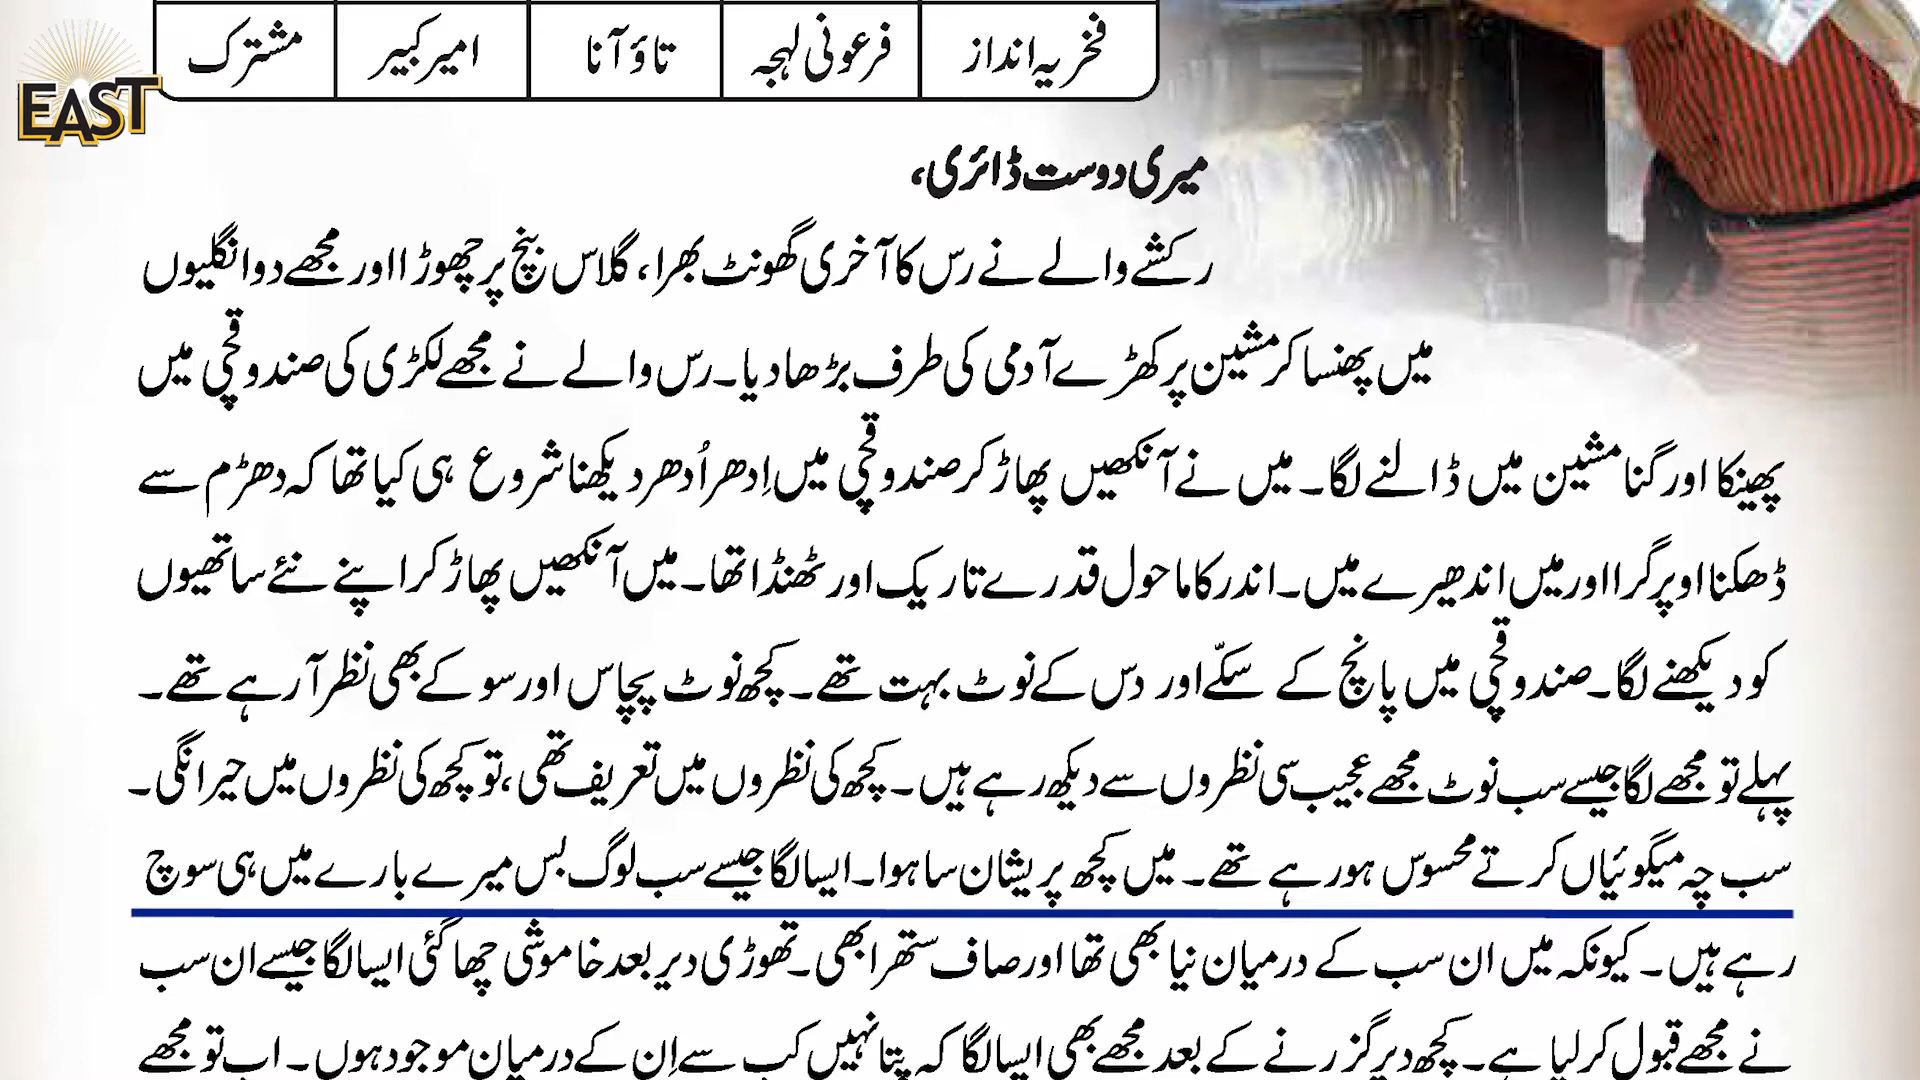 فخریہ انداز فرعونی لہجہ تاؤ آنا امیر کبیر مشترک
EAST
میری دوست ڈائری،
رکشے والے نے رس کا آخری گھونٹ بھرا، گلاس بنچ پر چھوڑا اور مجھے دو انگلیوں
میں پھنسا کر مشین پر کھڑے آدمی کی طرف بڑھا دیا۔ رس والے نے مجھے لکڑی کی صندوقچی میں
پھینکا اور گنا مشین میں ڈالنے لگا۔ میں نے آنکھیں پھاڑ کر صندوقچی میں اِدھر اُدھر دیکھنا شروع ہی کیا تھا کہ دھڑم سے
ڈھکنا اوپر گرا اور میں اندھیرے میں۔ اندر کا ماحول قدرے تاریک اور ٹھنڈا تھا۔ میں آنکھیں پھاڑ کر اپنے نئے ساتھیوں
کو دیکھنے لگا۔ صندوقچی میں پانچ کے سکّے اور دس کے نوٹ بہت تھے۔ کچھ نوٹ پچاس اور سو کے بھی نظر آ رہے تھے۔
پہلے تو مجھے لگا جیسے سب نوٹ مجھے عجیب سی نظروں سے دیکھ رہے ہیں۔ کچھ کی نظروں میں تعریف تھی، تو کچھ کی نظروں میں حیرانگی۔
سب چہ میگوئیاں کرتے محسوس ہو رہے تھے۔ میں کچھ پریشان سا ہوا۔ ایسا لگا جیسے سب لوگ بس میرے بارے میں ہی سوچ
رہے ہیں۔ کیونکہ میں ان سب کے درمیان نیا بھی تھا اور صاف ستھرا بھی۔ تھوڑی دیر بعد خاموشی چھا گئی ایسا لگا جیسے ان سب
نے مجھے قبول کر لیا ہے۔ کچھ دیر گزرنے کے بعد مجھے بھی ایسا لگا کہ پتا نہیں کب سے اِن کے درمیان موجود ہوں۔ اب تو مجھے